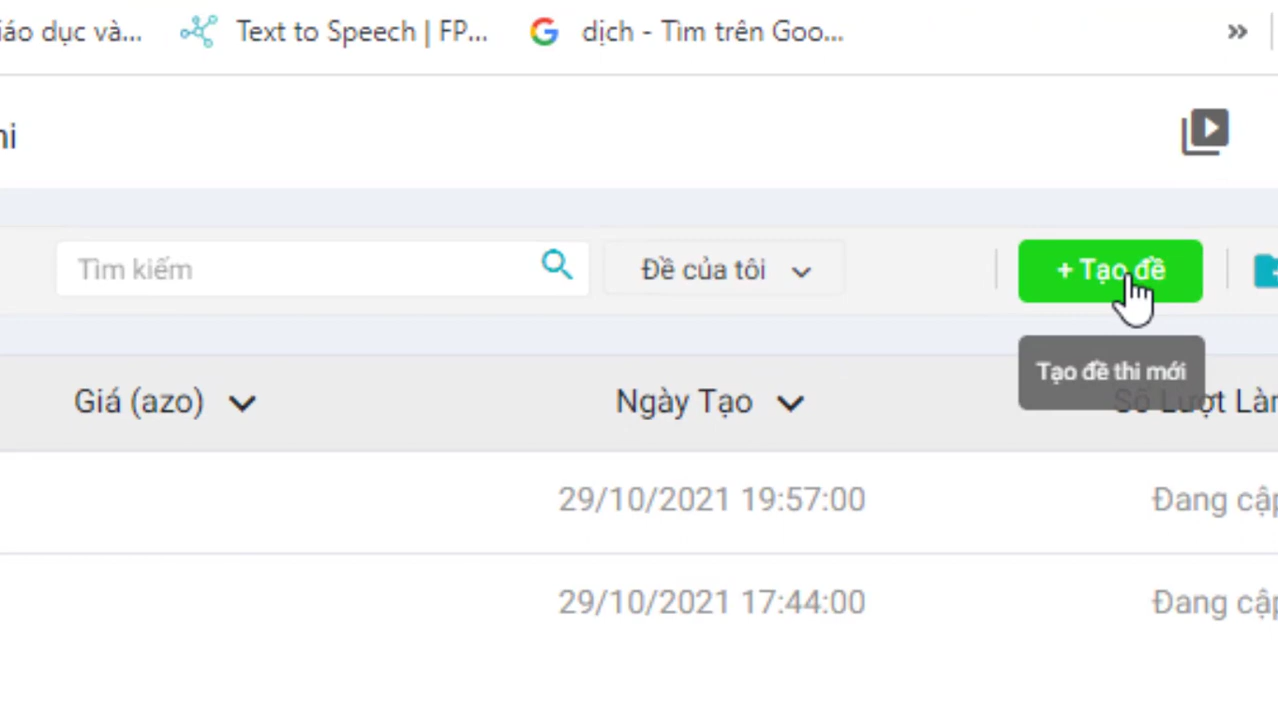 iáo dục và... Text to Speech | FP... dịch - Tìm trên Goo... »
hi
Tìm kiếm Đề của tôi + Tạo đề
Tạo đề thi mới
Giá (azo) Ngày Tạo Số Lượt Làm
29/10/2021 19:57:00 Đang cập
29/10/2021 17:44:00 Đang cập